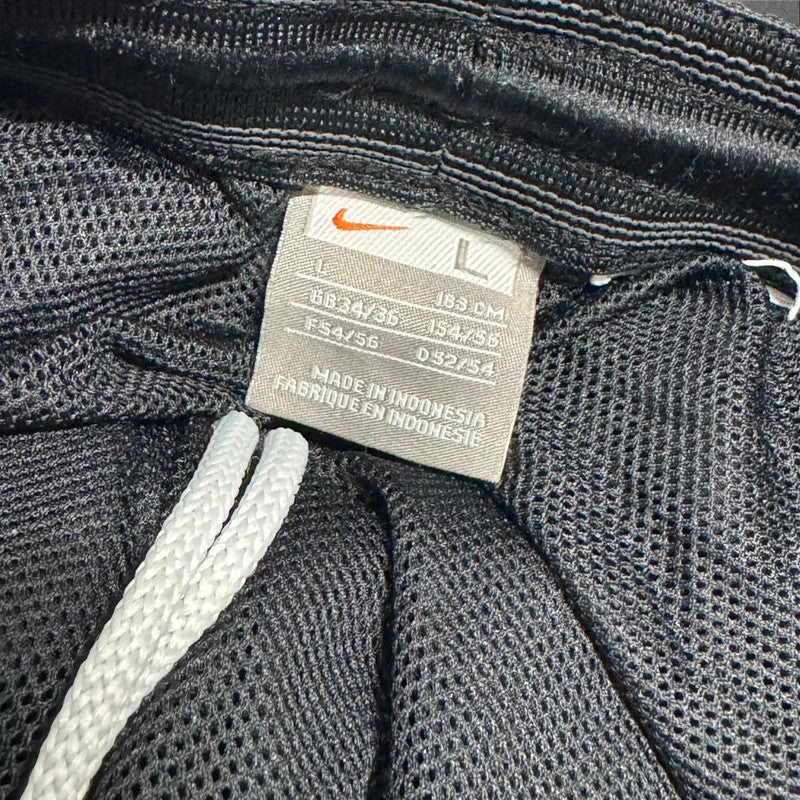 L
L 183 CM
GB34/36 I54/56
F54/56 D52/54
MADE IN INDONESIA
FABRIQUE EN INDONESIE